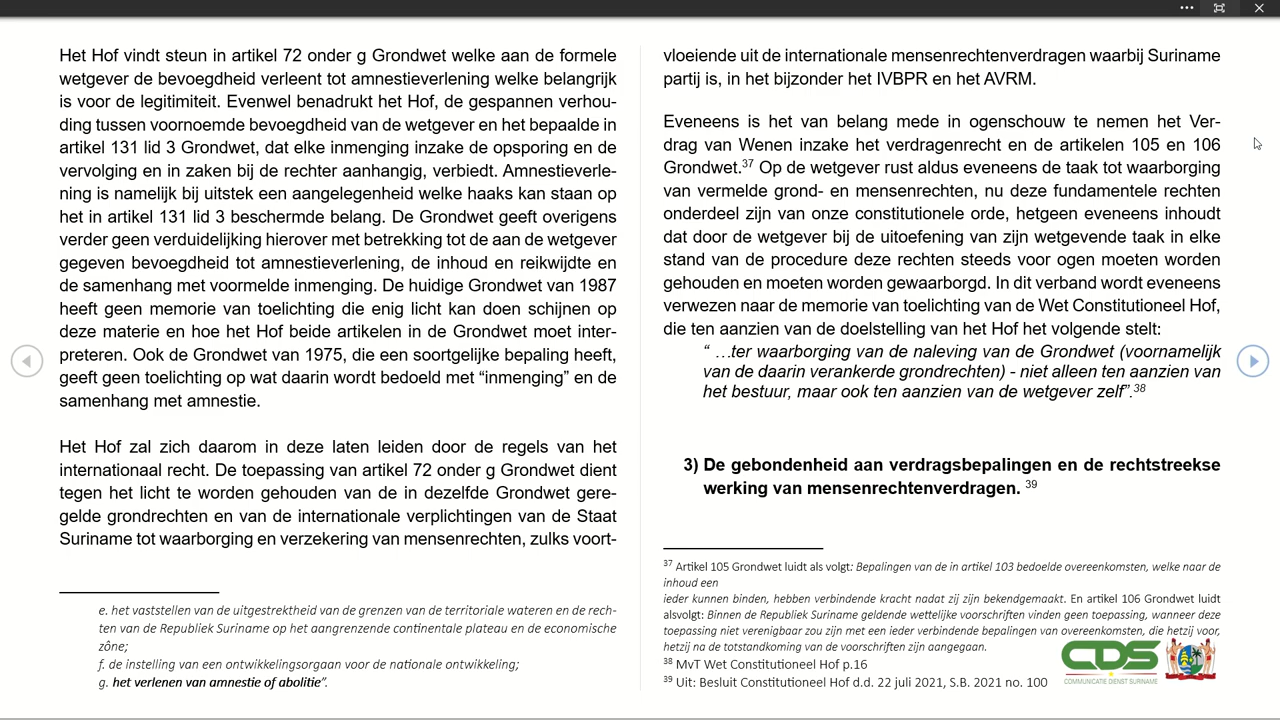 Het Hof vindt steun in artikel 72 onder g Grondwet welke aan de formele
wetgever de bevoegdheid verleent tot amnestieverlening welke belangrijk
is voor de legitimiteit. Evenwel benadrukt het Hof, de gespannen verhou-
ding tussen voornoemde bevoegdheid van de wetgever en het bepaalde in
artikel 131 lid 3 Grondwet, dat elke inmenging inzake de opsporing en de
vervolging en in zaken bij de rechter aanhangig, verbiedt. Amnestieverle-
ning is namelijk bij uitstek een aangelegenheid welke haaks kan staan op
het in artikel 131 lid 3 beschermde belang. De Grondwet geeft overigens
verder geen verduidelijking hierover met betrekking tot de aan de wetgever
gegeven bevoegdheid tot amnestieverlening, de inhoud en reikwijdte en
de samenhang met voormelde inmenging. De huidige Grondwet van 1987
heeft geen memorie van toelichting die enig licht kan doen schijnen op
deze materie en hoe het Hof beide artikelen in de Grondwet moet inter-
preteren. Ook de Grondwet van 1975, die een soortgelijke bepaling heeft,
geeft geen toelichting op wat daarin wordt bedoeld met “inmenging” en de
samenhang met amnestie.
Het Hof zal zich daarom in deze laten leiden door de regels van het
internationaal recht. De toepassing van artikel 72 onder g Grondwet dient
tegen het licht te worden gehouden van de in dezelfde Grondwet gere-
gelde grondrechten en van de internationale verplichtingen van de Staat
Suriname tot waarborging en verzekering van mensenrechten, zulks voort-
e. het vaststellen van de uitgestrektheid van de grenzen van de territoriale wateren en de rech-
ten van de Republiek Suriname op het aangrenzende continentale plateau en de economische
zône;
f. de instelling van een ontwikkelingsorgaan voor de nationale ontwikkeling;
g. het verlenen van amnestie of abolitie”.
vloeiende uit de internationale mensenrechtenverdragen waarbij Suriname
partij is, in het bijzonder het IVBPR en het AVRM.
Eveneens is het van belang mede in ogenschouw te nemen het Ver-
drag van Wenen inzake het verdragenrecht en de artikelen 105 en 106
Grondwet.37 Op de wetgever rust aldus eveneens de taak tot waarborging
van vermelde grond- en mensenrechten, nu deze fundamentele rechten
onderdeel zijn van onze constitutionele orde, hetgeen eveneens inhoudt
dat door de wetgever bij de uitoefening van zijn wetgevende taak in elke
stand van de procedure deze rechten steeds voor ogen moeten worden
gehouden en moeten worden gewaarborgd. In dit verband wordt eveneens
verwezen naar de memorie van toelichting van de Wet Constitutioneel Hof,
die ten aanzien van de doelstelling van het Hof het volgende stelt:
“ …ter waarborging van de naleving van de Grondwet (voornamelijk
van de daarin verankerde grondrechten) - niet alleen ten aanzien van
het bestuur, maar ook ten aanzien van de wetgever zelf”.38
3) De gebondenheid aan verdragsbepalingen en de rechtstreekse
werking van mensenrechtenverdragen. 39
37 Artikel 105 Grondwet luidt als volgt: Bepalingen van de in artikel 103 bedoelde overeenkomsten, welke naar de
inhoud een
ieder kunnen binden, hebben verbindende kracht nadat zij zijn bekendgemaakt. En artikel 106 Grondwet luidt
alsvolgt: Binnen de Republiek Suriname geldende wettelijke voorschriften vinden geen toepassing, wanneer deze
toepassing niet verenigbaar zou zijn met een ieder verbindende bepalingen van overeenkomsten, die hetzij voor,
hetzij na de totstandkoming van de voorschriften zijn aangegaan.
38 MvT Wet Constitutioneel Hof p.16
39 Uit: Besluit Constitutioneel Hof d.d. 22 juli 2021, S.B. 2021 no. 100
CDS
COMMUNICATIE DIENST SURINAME